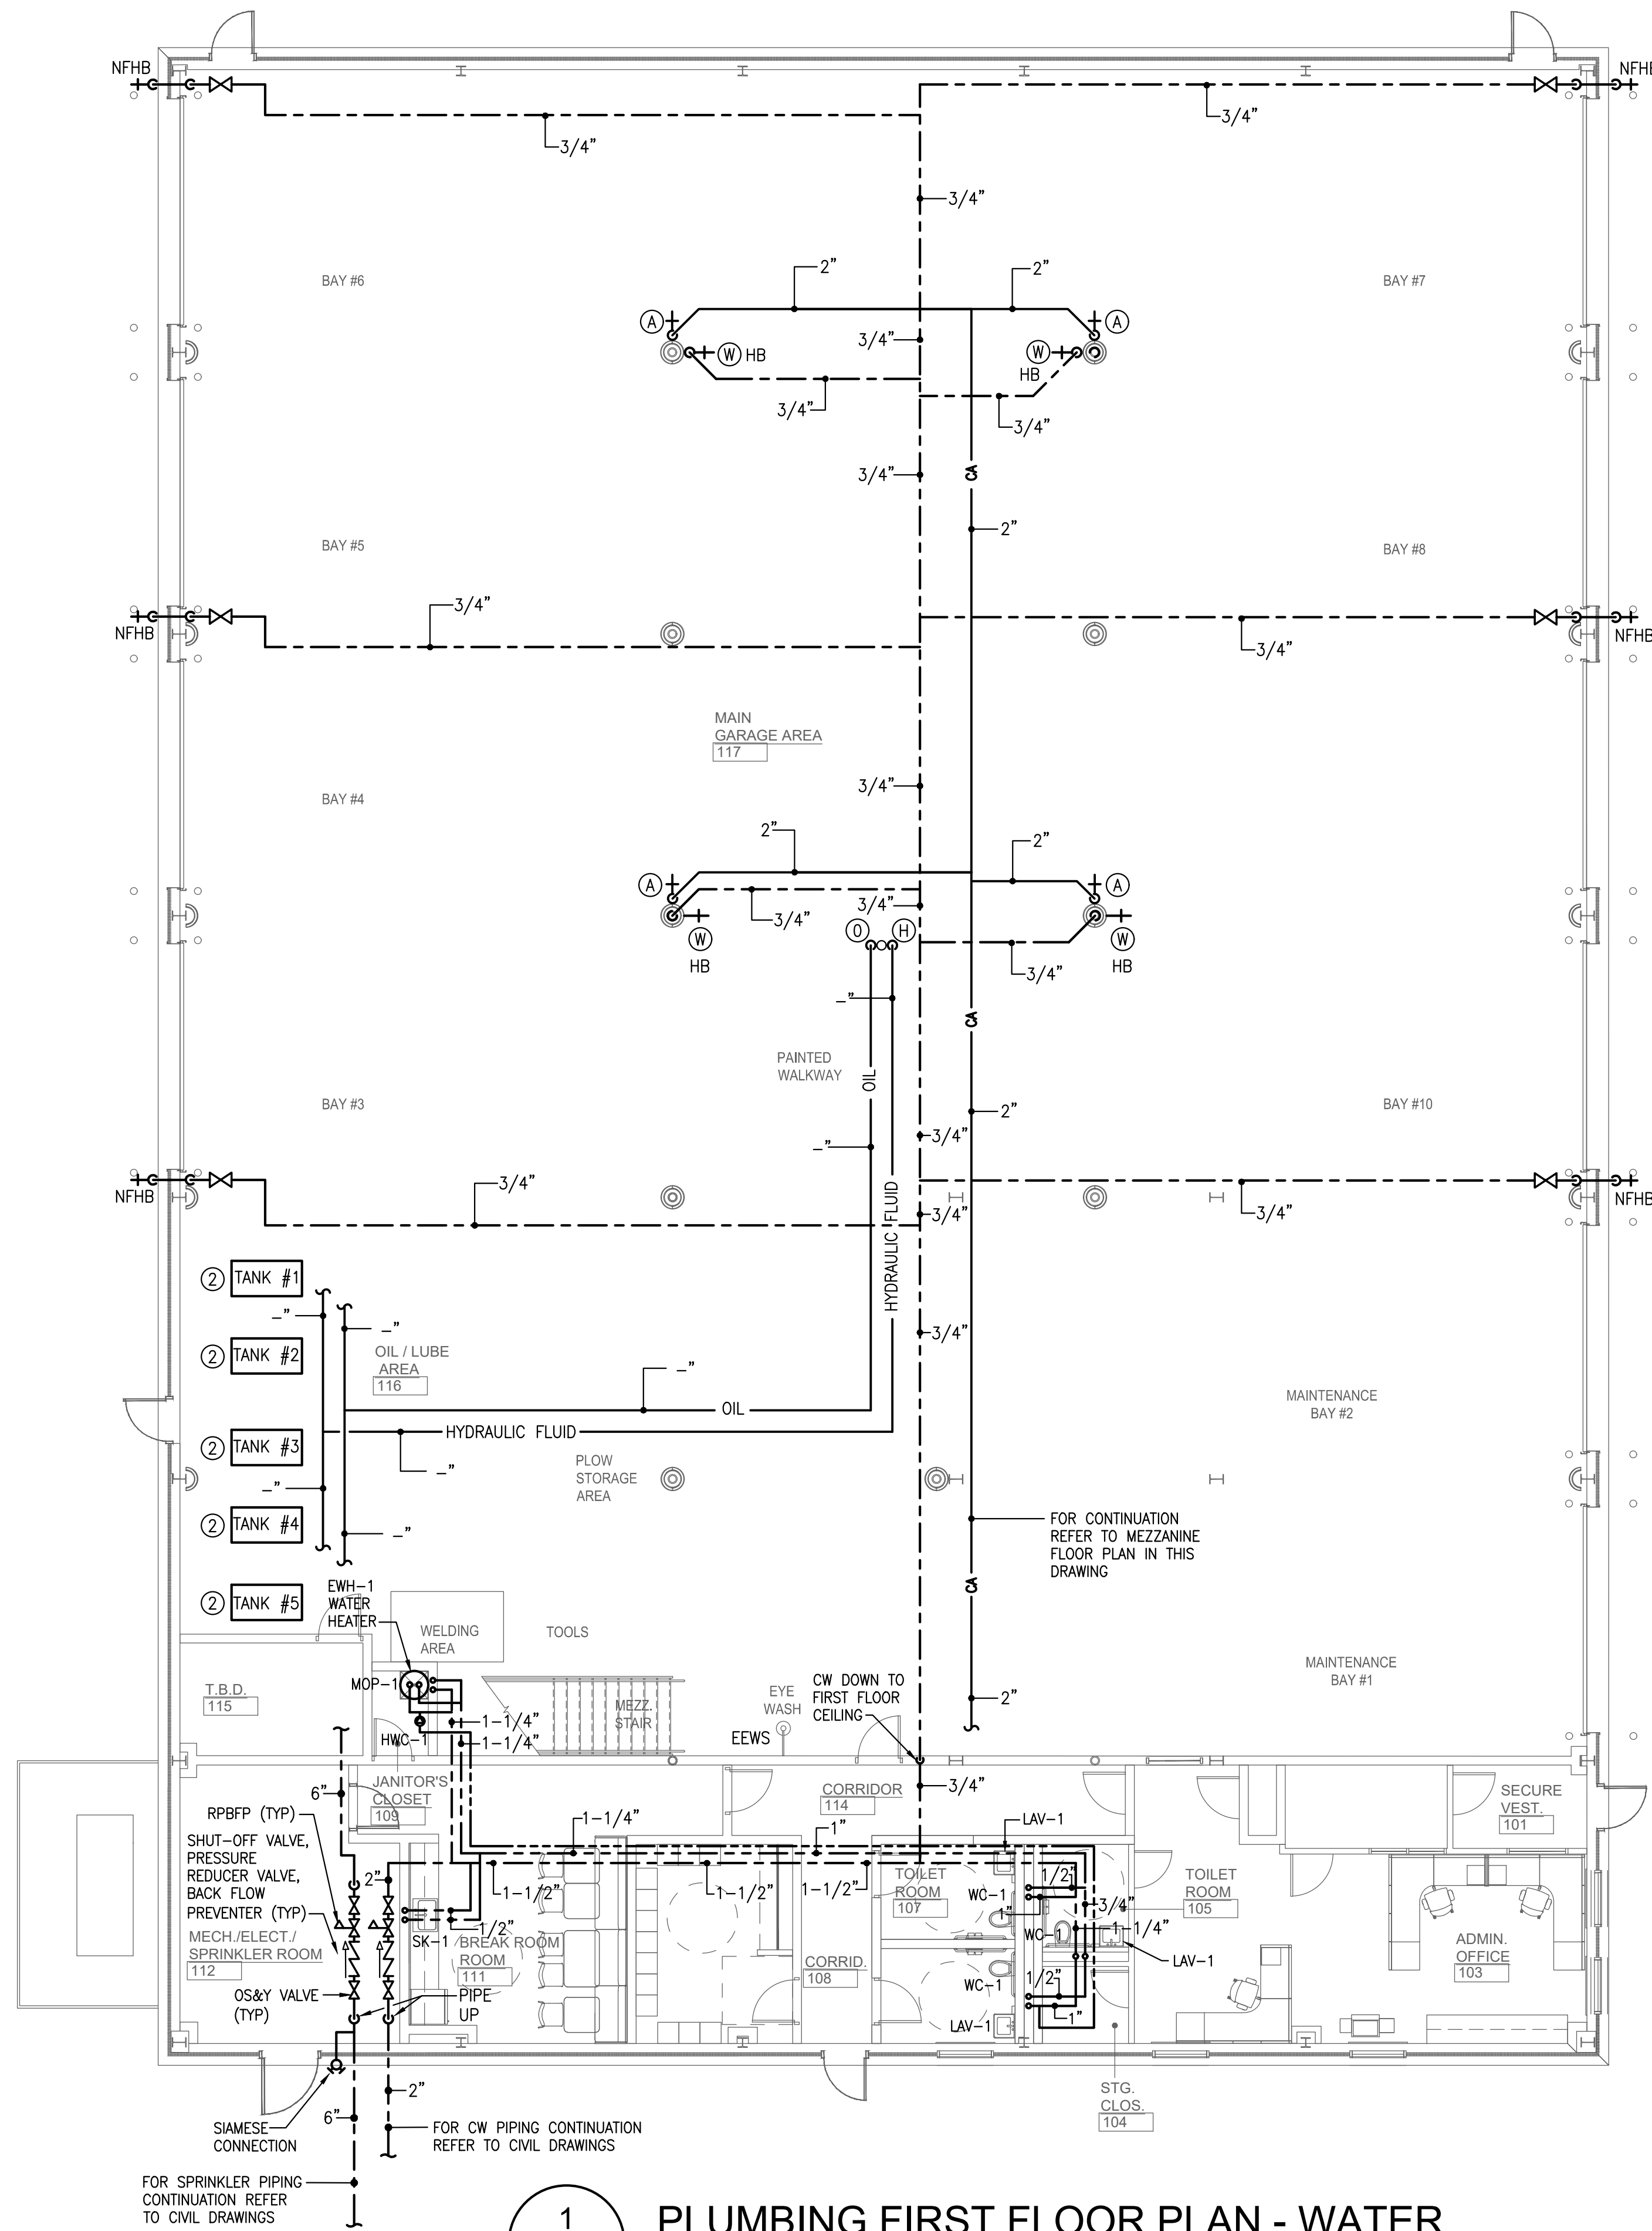 NFHB
NFHB
3/4"
3/4"
3/4"
BAY #6
BAY #7
2"
2"
A
A
3/4"
W HB
W
HB
3/4"
3/4"
3/4"
CA
2"
BAY #5
BAY #8
3/4"
NFHB
NFHB
3/4"
MAIN
GARAGE AREA
117
3/4"
BAY #4
2"
2"
A
A
3/4"
3/4"
O
H
W
HB
W
HB
3/4"
_"
CA
PAINTED
WALKWAY
OIL
BAY #3
BAY #10
2"
3/4"
_"
3/4"
NFHB
NFHB
3/4"
3/4"
HYDRAULIC FLUID
2
TANK #1
_"
_"
3/4"
2
TANK #2
OIL / LUBE
AREA
116
_"
OIL
MAINTENANCE
BAY #2
2
TANK #3
HYDRAULIC FLUID
_"
_"
PLOW
STORAGE
AREA
2
TANK #4
_"
FOR CONTINUATION
REFER TO MEZZANINE
FLOOR PLAN IN THIS
DRAWING
CA
2
TANK #5
EWH-1
WATER
HEATER
WELDING
AREA
TOOLS
MAINTENANCE
BAY #1
T.B.D.
115
MOP-1
HWC-1
1-1/4"
1-1/4"
MEZZ.
STAIR
EYE
WASH
EEWS
CW DOWN TO
FIRST FLOOR
CEILING
2"
6"
JANITOR'S
CLOSET
109
CORRIDOR
114
3/4"
SECURE
VEST.
101
RPBFP (TYP)
1-1/4"
1"
LAV-1
SHUT-OFF VALVE,
PRESSURE
REDUCER VALVE,
BACK FLOW
PREVENTER (TYP)
2"
1-1/2"
1-1/2"
1-1/2"
TOILET
ROOM
107
1/2"
WC-1
1"
3/4"
TOILET
ROOM
105
SK-1
1/2"
WC-1
1-1/4"
MECH./ELECT./
SPRINKLER ROOM
112
BREAK ROOM
ROOM
111
CORRID.
108
LAV-1
ADMIN.
OFFICE
103
OS&Y VALVE
(TYP)
PIPE
UP
WC-1
1/2"
1"
LAV-1
STG.
CLOS.
104
2"
6"
SIAMESE
CONNECTION
FOR CW PIPING CONTINUATION
REFER TO CIVIL DRAWINGS
FOR SPRINKLER PIPING
CONTINUATION REFER
TO CIVIL DRAWINGS
1
PLUMBING FIRST FLOOR PLAN - WATER